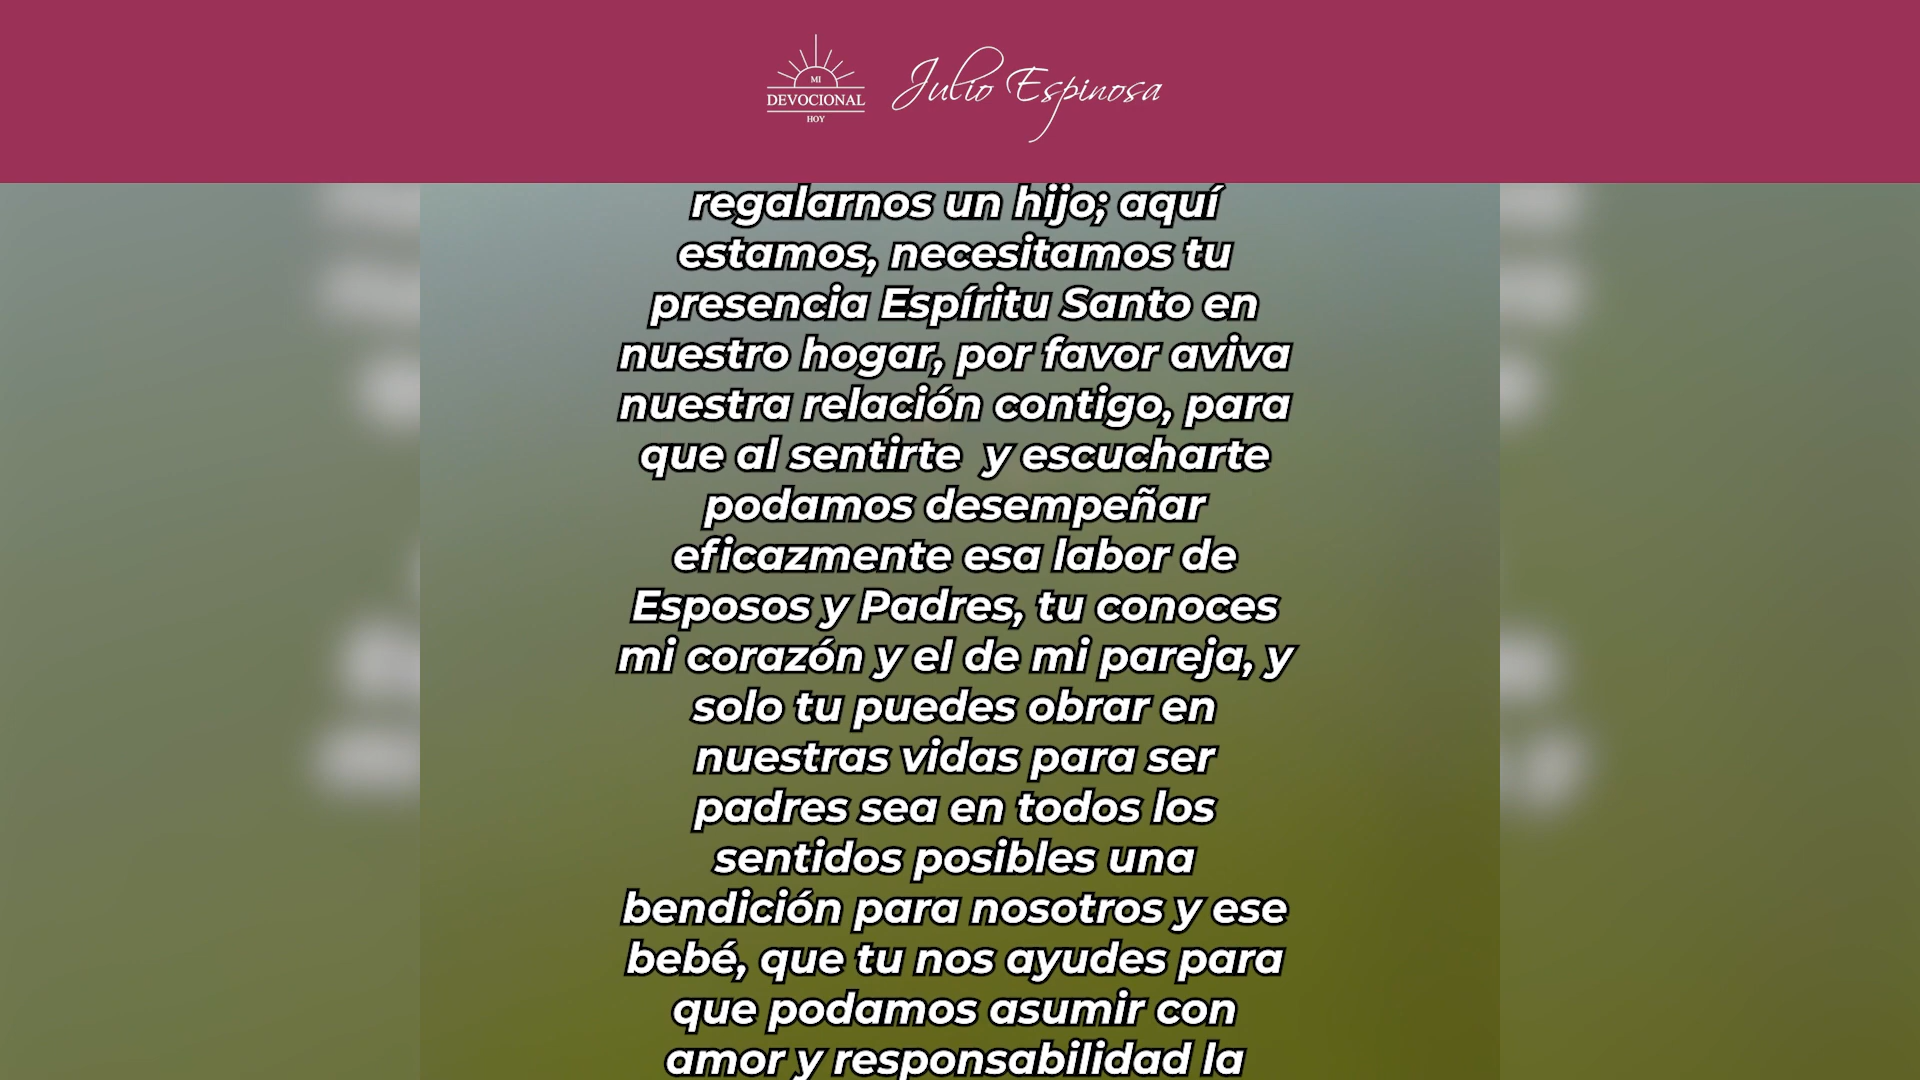 MI
DEVOCIONAL
HOY
Julio Espinosa
regalarnos un hijo; aquí
estamos, necesitamos tu
presencia Espíritu Santo en
nuestro hogar, por favor aviva
nuestra relación contigo, para
que al sentirte  y escucharte
podamos desempeñar
eficazmente esa labor de
Esposos y Padres, tu conoces
mi corazón y el de mi pareja, y
solo tu puedes obrar en
nuestras vidas para ser
padres sea en todos los
sentidos posibles una
bendición para nosotros y ese
bebé, que tu nos ayudes para
que podamos asumir con
amor y responsabilidad la